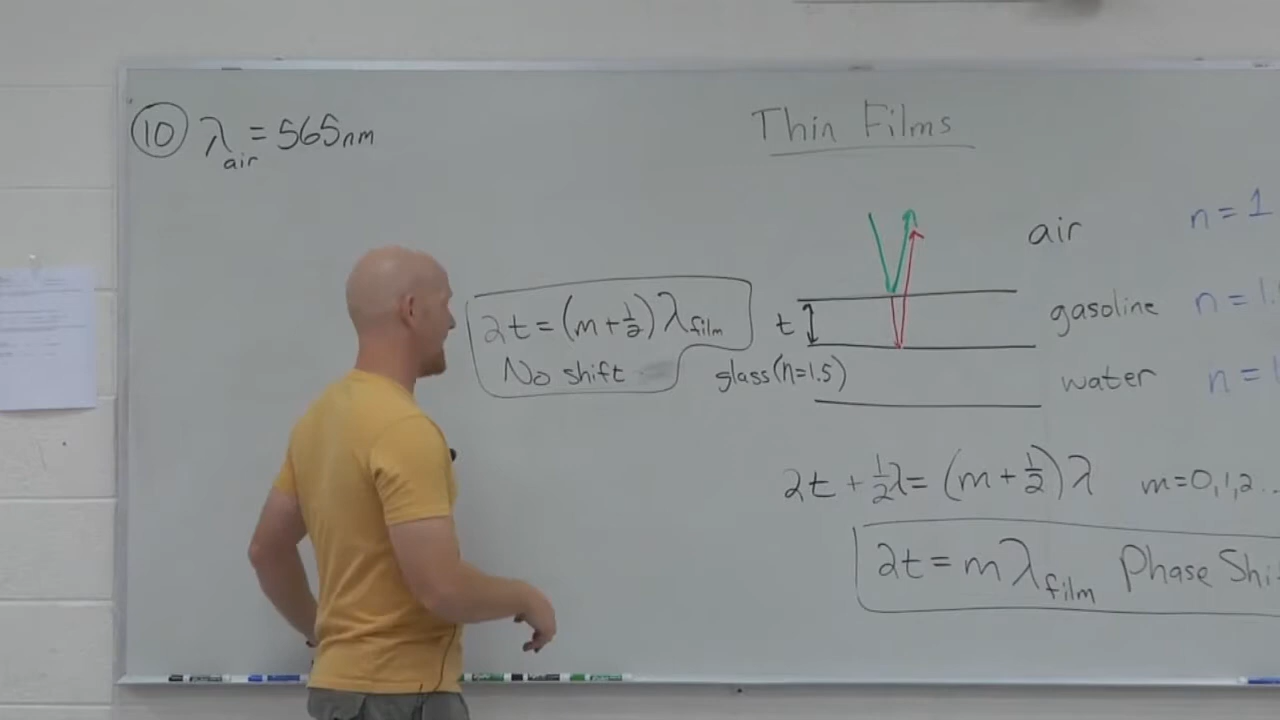 ⑩ λair = 565nm
Thin Films
air n = 1.
gasoline n = 1.
2t = (m + 1/2) λfilm
No shift
t
glass (n=1.5)
water n =
2t + 1/2λ = (m + 1/2) λ m = 0,1,2...
2t = m λfilm Phase Shi